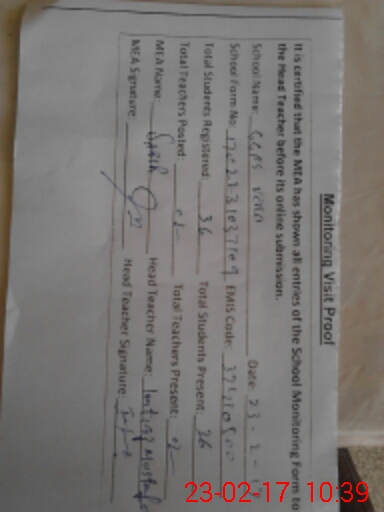 Monitoring Visit Proof
It is certified that the MEA has shown all entries of the School Monitoring Form to
the Head Teacher before its online submission.
School Name: GGPS Date: 23-2-17
School Form No: EMIS Code:
Total Students Registered: 36 Total Students Present: 36
Total Teachers Posted: 02 Total Teachers Present: 02
MEA Name: Head Teacher Name: Imtiaz Mustafa
MEA Signature: Head Teacher Signature:
23-02-17 10:39